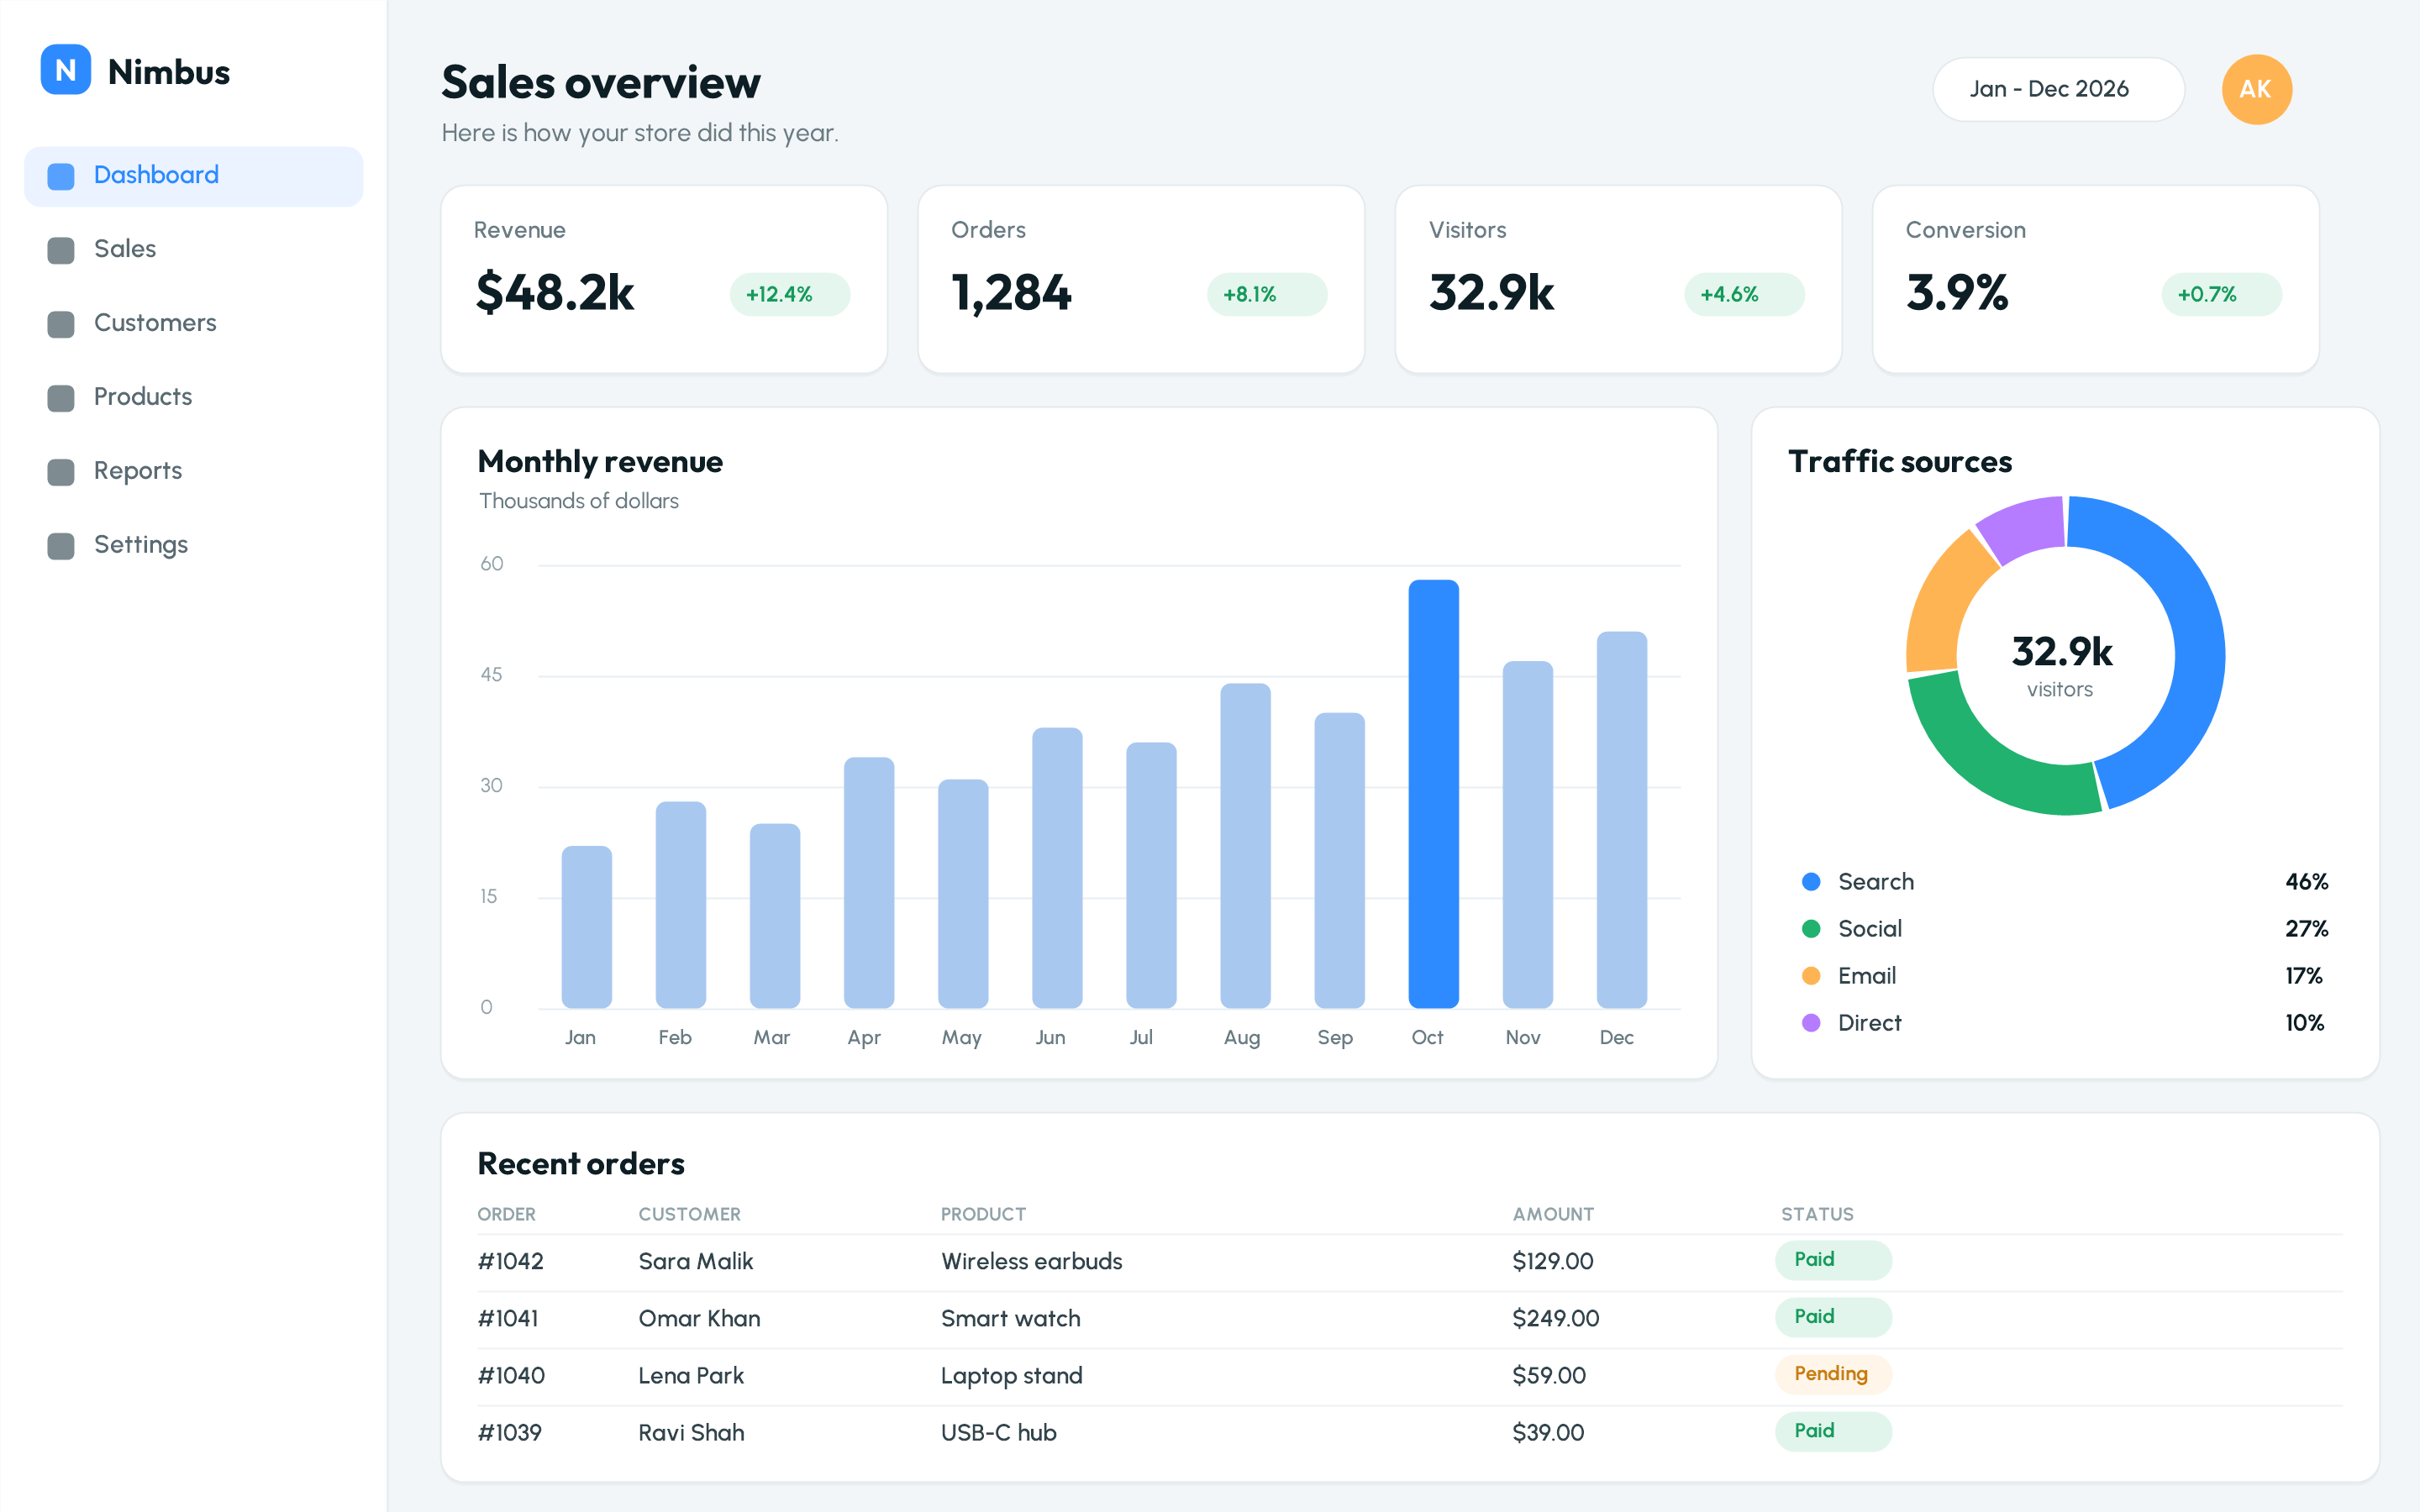 N Nimbus
Dashboard
Sales
Customers
Products
Reports
Settings
Sales overview
Here is how your store did this year.
Jan - Dec 2026
AK
Revenue
$48.2k +12.4%
Orders
1,284 +8.1%
Visitors
32.9k +4.6%
Conversion
3.9% +0.7%
Monthly revenue
Thousands of dollars
60
45
30
15
0
Jan Feb Mar Apr May Jun Jul Aug Sep Oct Nov Dec
Traffic sources
32.9k
visitors
Search 46%
Social 27%
Email 17%
Direct 10%
Recent orders
ORDER CUSTOMER PRODUCT AMOUNT STATUS
#1042 Sara Malik Wireless earbuds $129.00 Paid
#1041 Omar Khan Smart watch $249.00 Paid
#1040 Lena Park Laptop stand $59.00 Pending
#1039 Ravi Shah USB-C hub $39.00 Paid